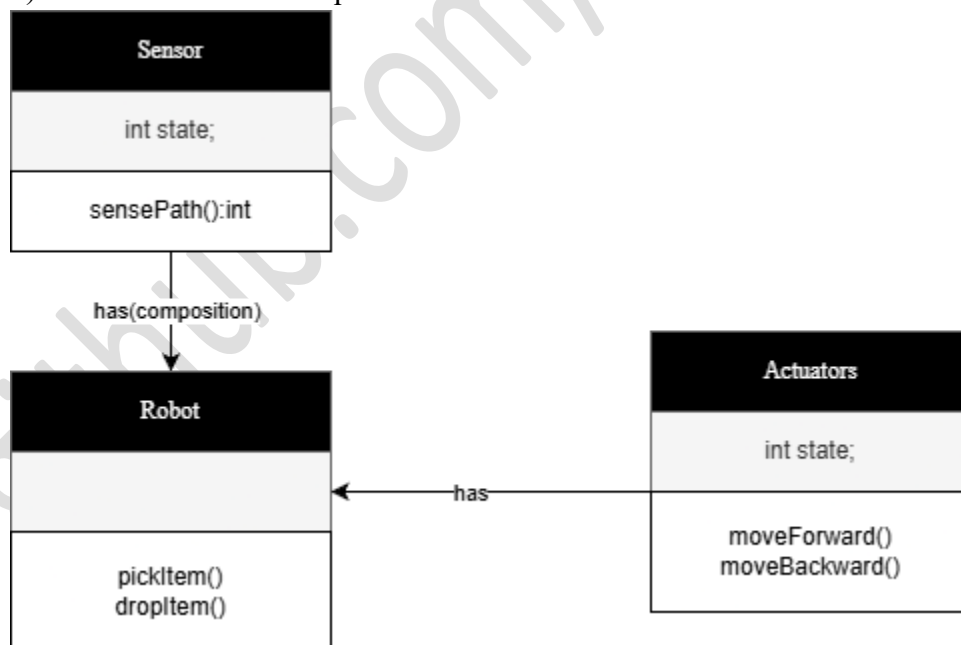 Sensor
int state;
sensePath():int
has(composition)
Robot
pickItem()
dropItem()
has
Actuators
int state;
moveForward()
moveBackward()